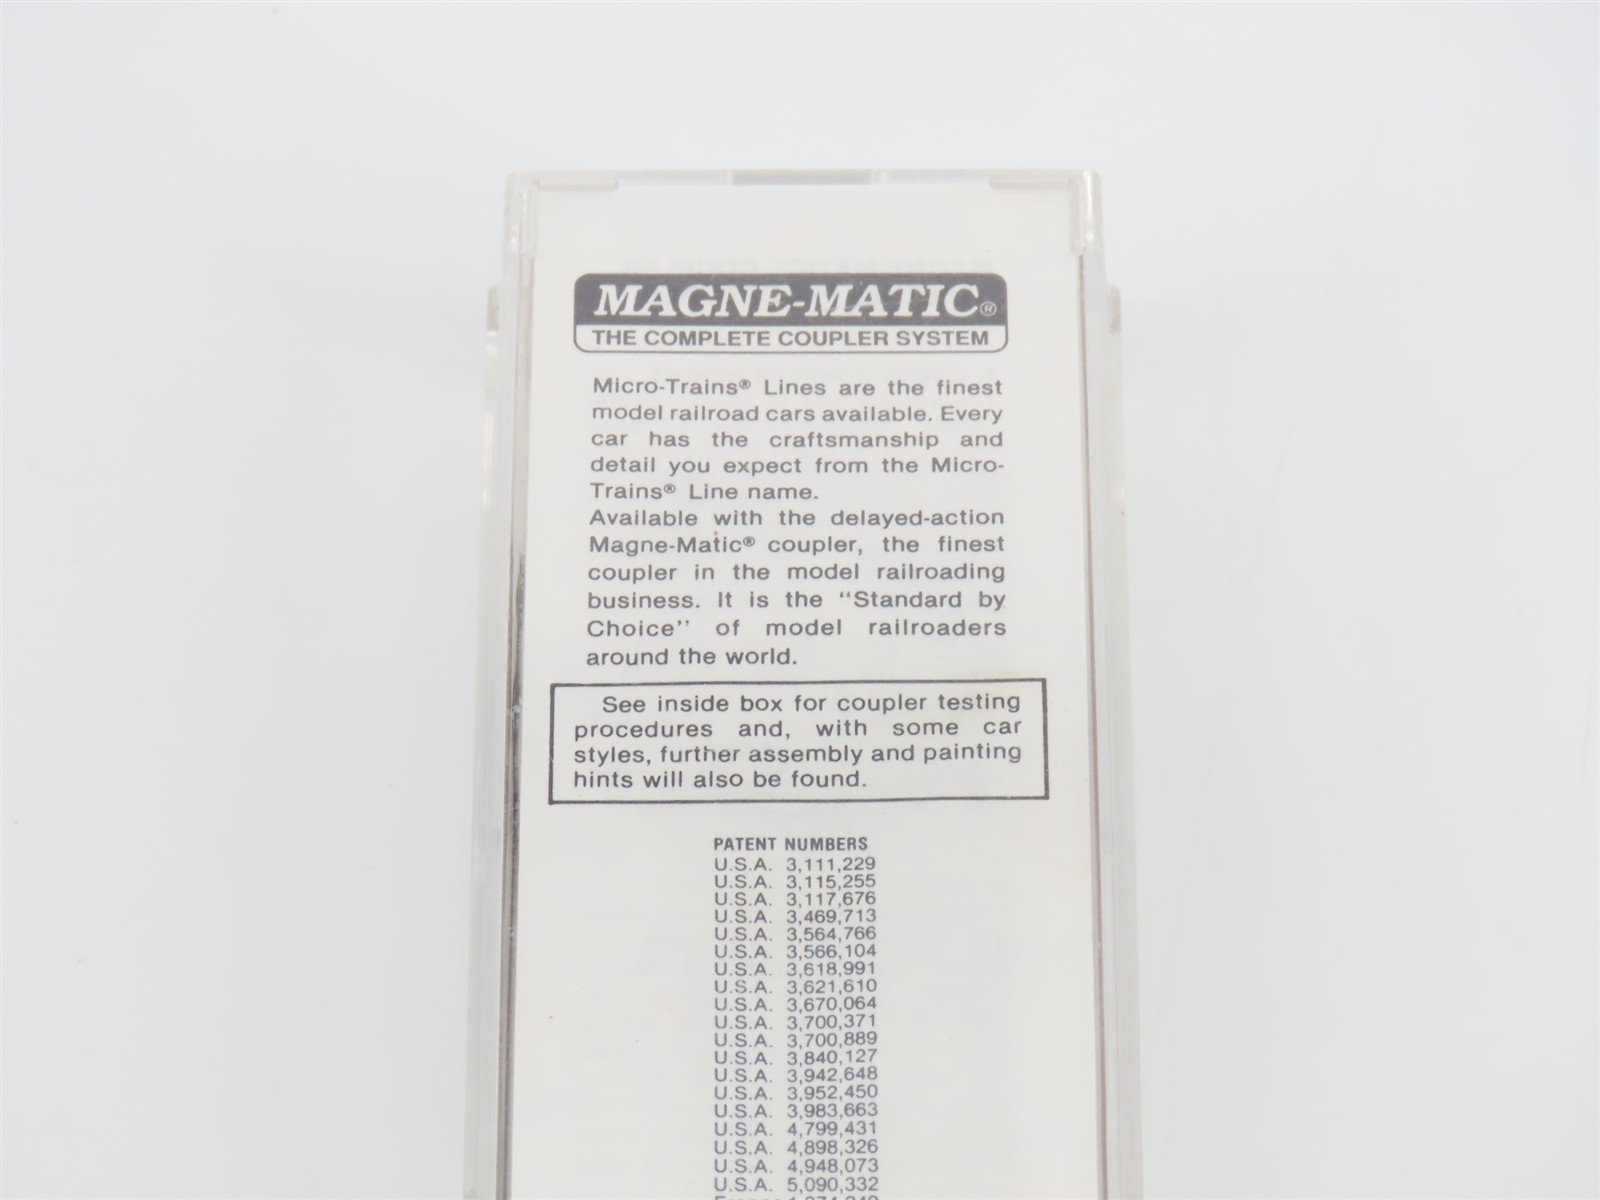 MAGNE-MATIC®
THE COMPLETE COUPLER SYSTEM
Micro-Trains® Lines are the finest
model railroad cars available. Every
car has the craftsmanship and
detail you expect from the Micro-
Trains® Line name.
Available with the delayed-action
Magne-Matic® coupler, the finest
coupler in the model railroading
business. It is the “Standard by
Choice” of model railroaders
around the world.
See inside box for coupler testing
procedures and, with some car
styles, further assembly and painting
hints will also be found.
PATENT NUMBERS
U.S.A. 3,111,229
U.S.A. 3,115,255
U.S.A. 3,117,676
U.S.A. 3,469,713
U.S.A. 3,564,766
U.S.A. 3,566,104
U.S.A. 3,618,991
U.S.A. 3,621,610
U.S.A. 3,670,064
U.S.A. 3,700,371
U.S.A. 3,700,889
U.S.A. 3,840,127
U.S.A. 3,942,648
U.S.A. 3,952,450
U.S.A. 3,983,663
U.S.A. 4,799,431
U.S.A. 4,898,326
U.S.A. 4,948,073
U.S.A. 5,090,332